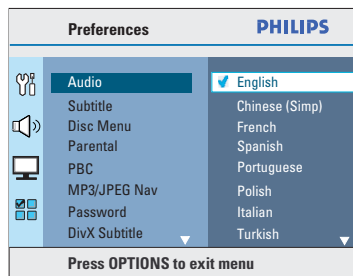 Preferences
PHILIPS
Audio
Subtitle
Disc Menu
Parental
PBC
MP3/JPEG Nav
Password
DivX Subtitle
English
Chinese (Simp)
French
Spanish
Portuguese
Polish
Italian
Turkish
Press OPTIONS to exit menu